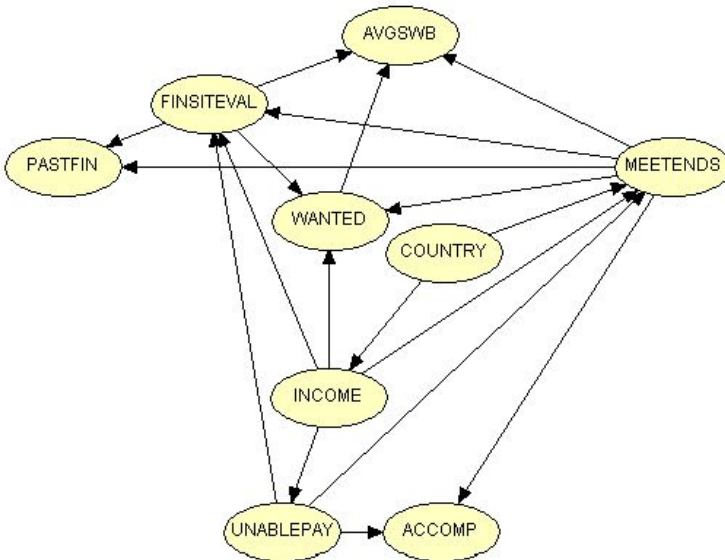 AVGSWB
FINSITEVAL
PASTFIN
MEETENDS
WANTED
COUNTRY
INCOME
UNABLEPAY
ACCOMP